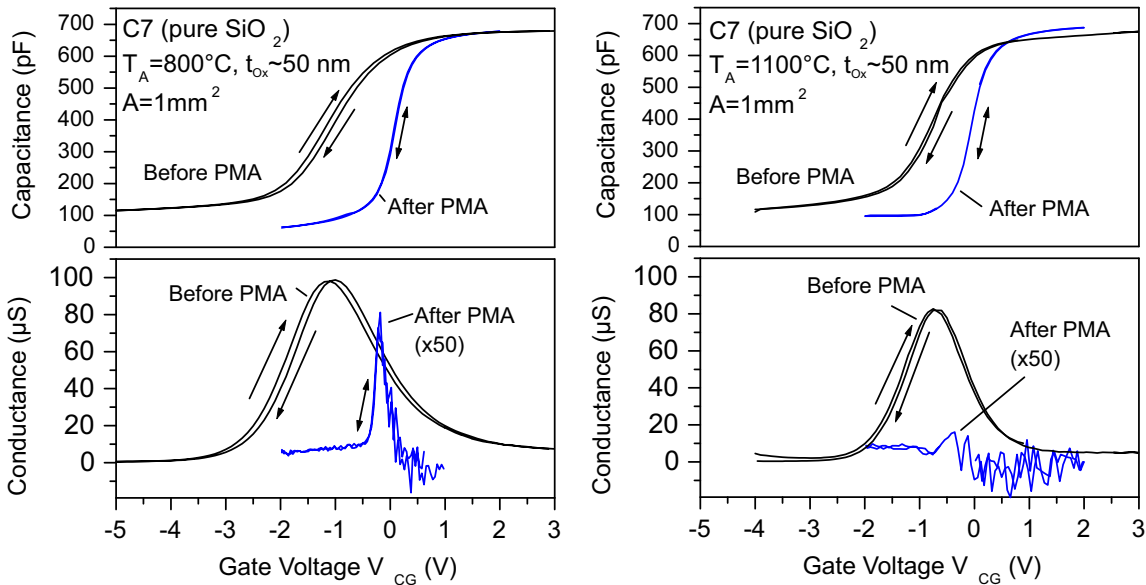 C7 (pure SiO2)
TA=800°C, tOx~50 nm
A=1mm2
Before PMA
After PMA
Capacitance (pF)
700
600
500
400
300
200
100
0
Before PMA
After PMA
(x50)
Conductance (µS)
100
80
60
40
20
0
-5 -4 -3 -2 -1 0 1 2 3
Gate Voltage VCG (V)
C7 (pure SiO2)
TA=1100°C, tOx~50 nm
A=1mm2
Before PMA
After PMA
Capacitance (pF)
700
600
500
400
300
200
100
0
Before PMA
After PMA
(x50)
Conductance (µS)
100
80
60
40
20
0
-5 -4 -3 -2 -1 0 1 2 3
Gate Voltage VCG (V)